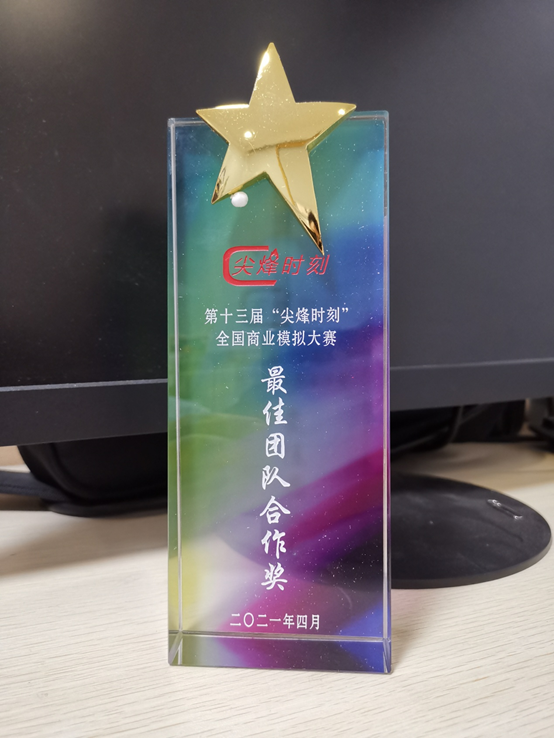 尖烽时刻
第十三届“尖烽时刻”
全国商业模拟大赛
最佳团队合作奖
二〇二一年四月